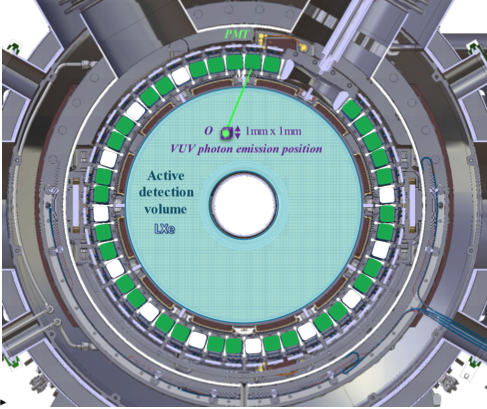 PMT
O 1mm x 1mm
VUV photon emission position
Active
detection
volume
LXe